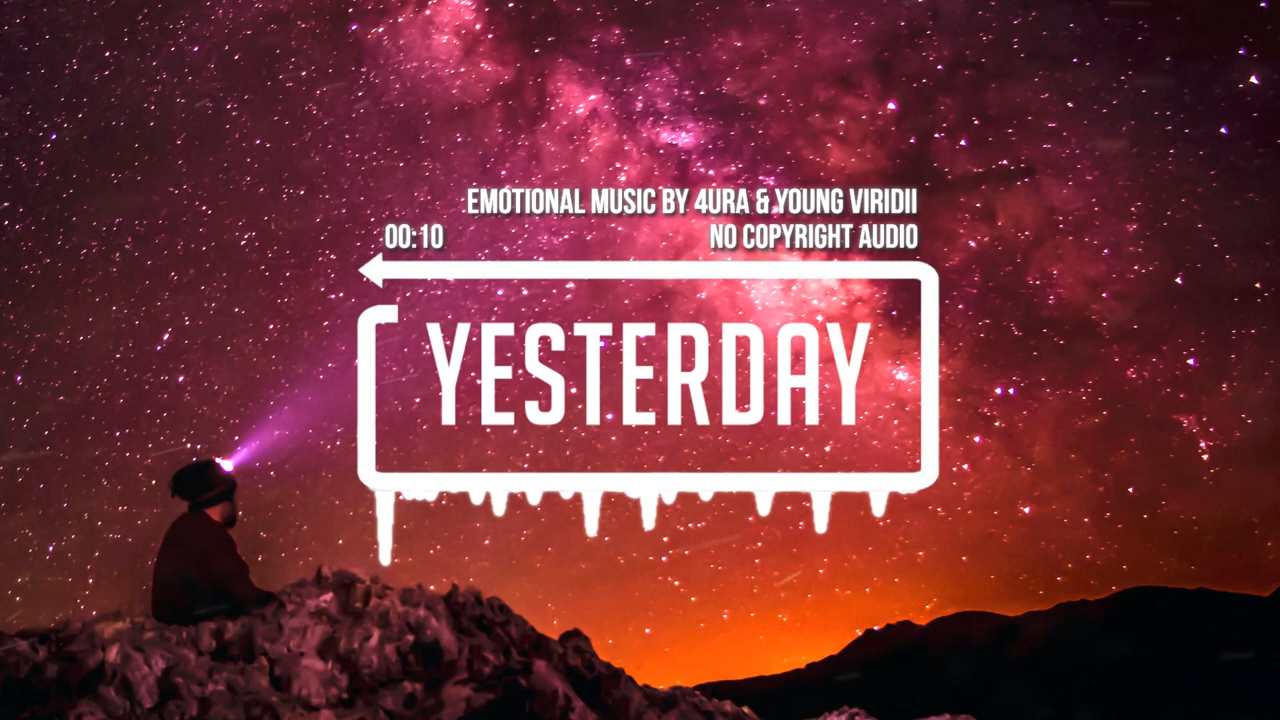 EMOTIONAL MUSIC BY 4URA & YOUNG VIRIDII
00:10 NO COPYRIGHT AUDIO
YESTERDAY